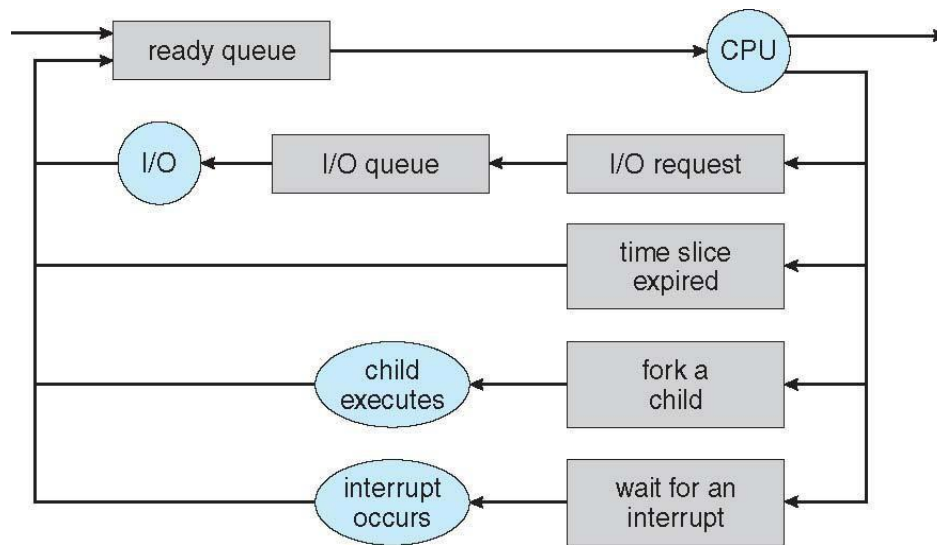 ready queue
CPU
I/O
I/O queue
I/O request
time slice
expired
child
executes
fork a
child
interrupt
occurs
wait for an
interrupt